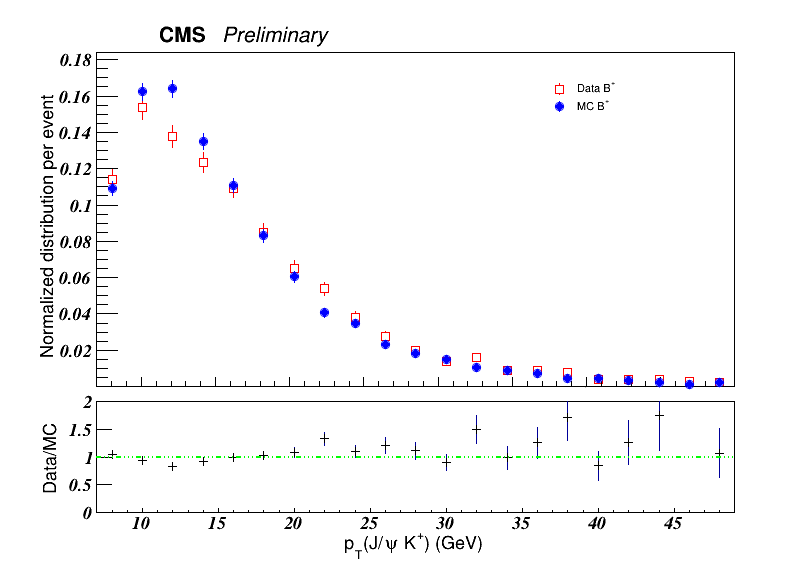 CMS Preliminary
Normalized distribution per event
0.18
0.16
0.14
0.12
0.1
0.08
0.06
0.04
0.02
Data B⁺
MC B⁺
Data/MC
2
1.5
1
0.5
0
10 15 20 25 30 35 40 45
p_T(J/ψ K⁺) (GeV)